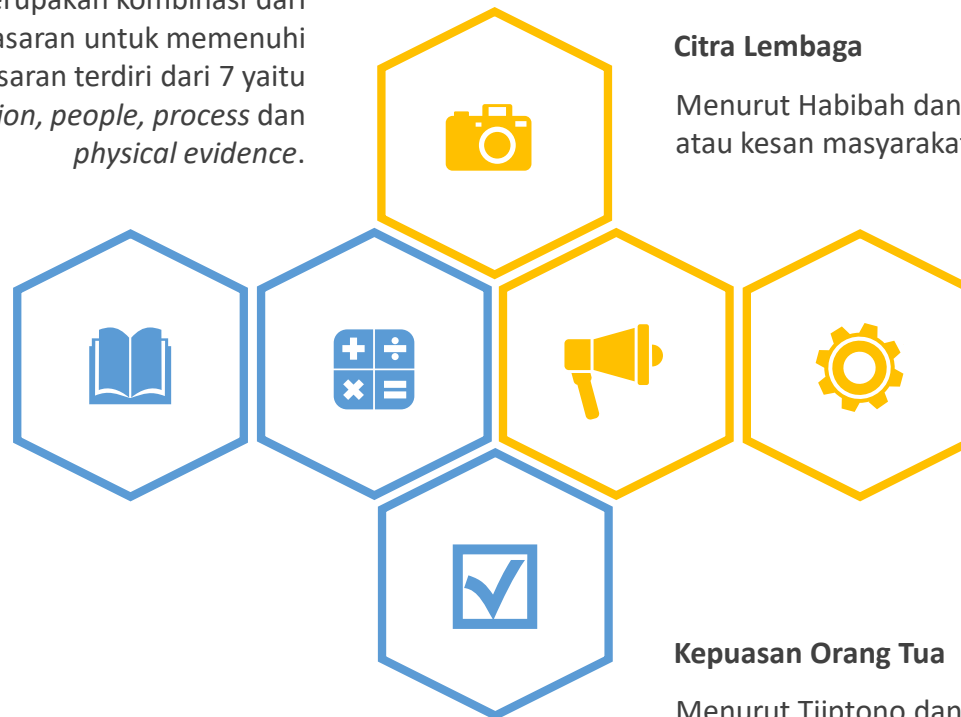 merupakan kombinasi dari
asaran untuk memenuhi
saran terdiri dari 7 yaitu
ion, people, process dan
physical evidence.
Citra Lembaga
Menurut Habibah dan
atau kesan masyarakat
Kepuasan Orang Tua
Menurut Tjiptono dan